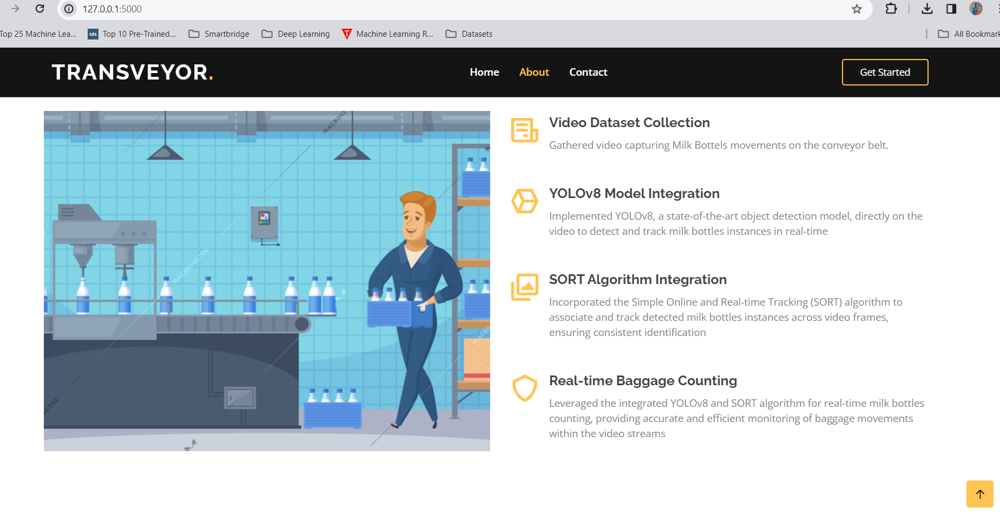 127.0.0.1:5000
Top 25 Machine Lea...
tds Top 10 Pre-Trained...
Smartbridge
Deep Learning
T Machine Learning R...
Datasets
All Bookmark
TRANSVEYOR.
Home
About
Contact
Get Started
MACROVE
MACROVECTOR
MACRO
CTOR
Video Dataset Collection
Gathered video capturing Milk Bottels movements on the conveyor belt.
YOLOv8 Model Integration
Implemented YOLOv8, a state-of-the-art object detection model, directly on the
video to detect and track milk bottles instances in real-time
SORT Algorithm Integration
Incorporated the Simple Online and Real-time Tracking (SORT) algorithm to
associate and track detected milk bottles instances across video frames,
ensuring consistent identification
Real-time Baggage Counting
Leveraged the integrated YOLOv8 and SORT algorithm for real-time milk bottles
counting, providing accurate and efficient monitoring of baggage movements
within the video streams